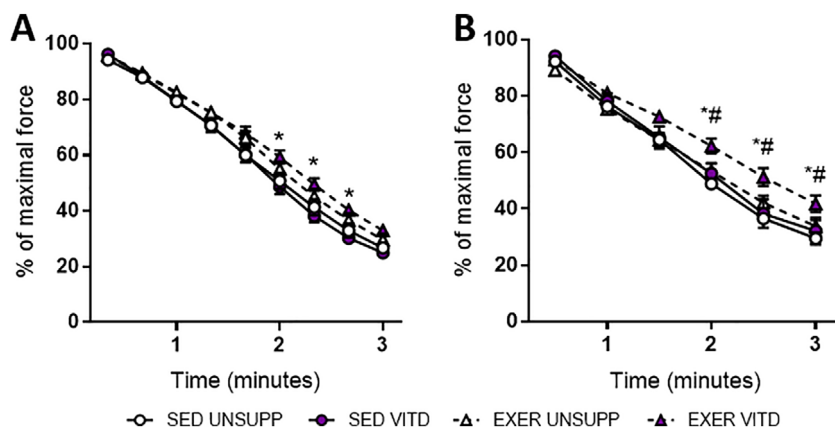 A
% of maximal force
100
80
60
40
20
0
* * *
1 2 3
Time (minutes)
B
% of maximal force
100
80
60
40
20
0
*# *# *#
1 2 3
Time (minutes)
SED UNSUPP SED VITD EXER UNSUPP EXER VITD